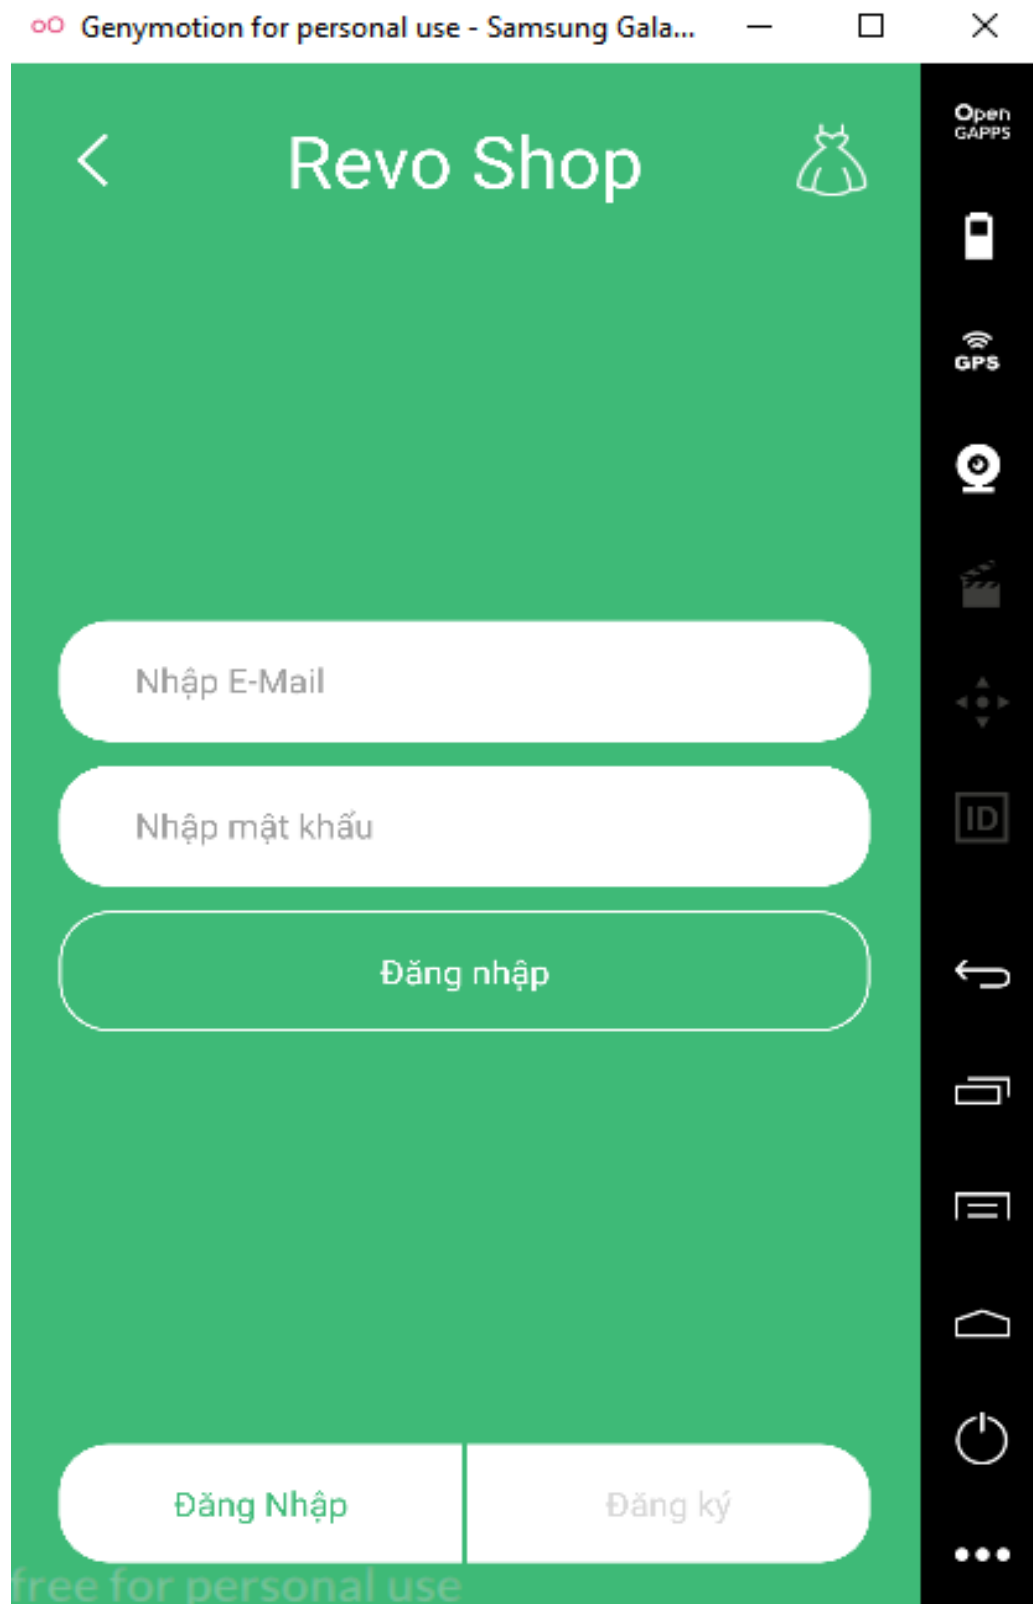 Genymotion for personal use - Samsung Gala...
Open
GAPPS
Revo Shop
GPS
Nhập E-Mail
Nhập mật khẩu
ID
Đăng nhập
Đăng Nhập
Đăng ký
free for personal use